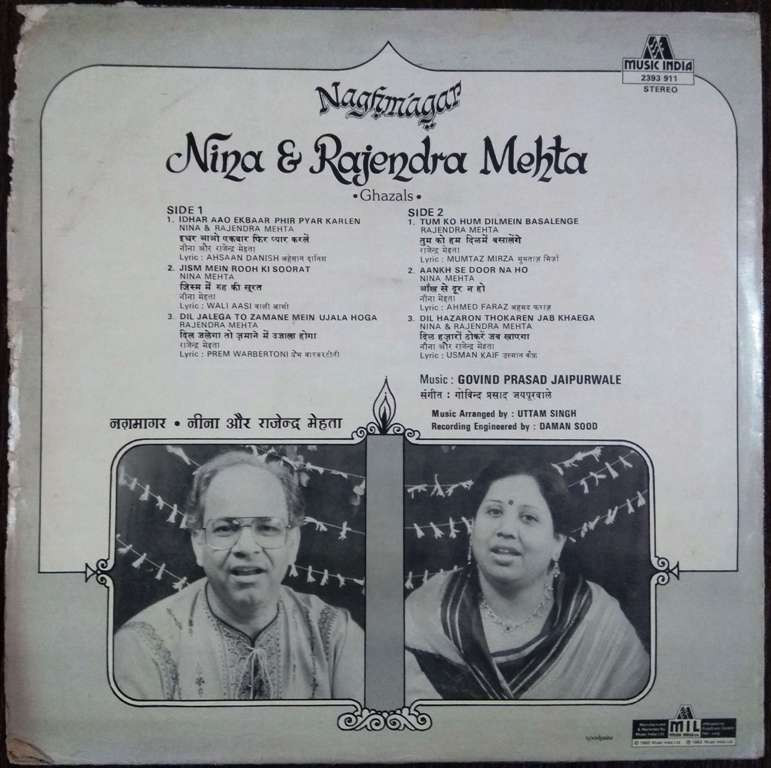 MUSIC INDIA
2393 911
STEREO
Naghmagar
Nina & Rajendra Mehta
• Ghazals •
SIDE 1
1. IDHAR AAO EKBAAR PHIR PYAR KARLEN
NINA & RAJENDRA MEHTA
इधर आओ एकबार फिर प्यार करलें
नीना और राजेन्द्र मेहता
Lyric : AHSAAN DANISH अहेसान दानिश
2. JISM MEIN ROOH KI SOORAT
NINA MEHTA
जिस्म में रूह की सूरत
नीना मेहता
Lyric : WALI AASI वाली आसी
3. DIL JALEGA TO ZAMANE MEIN UJALA HOGA
RAJENDRA MEHTA
दिल जलेगा तो ज़माने में उजाला होगा
राजेन्द्र मेहता
Lyric : PREM WARBERTONI प्रेम वारबरटोनी
SIDE 2
1. TUM KO HUM DILMEIN BASALENGE
RAJENDRA MEHTA
तुम को हम दिलमें बसालेंगे
राजेन्द्र मेहता
Lyric : MUMTAZ MIRZA मुमताज़ मिर्ज़ा
2. AANKH SE DOOR NA HO
NINA MEHTA
आँख से दूर न हो
नीना मेहता
Lyric : AHMED FARAZ अहमद फराज़
3. DIL HAZARON THOKAREN JAB KHAEGA
NINA & RAJENDRA MEHTA
दिल हज़ारों ठोकरें जब खाएगा
नीना और राजेन्द्र मेहता
Lyric : USMAN KAIF उस्मान कैफ़
Music : GOVIND PRASAD JAIPURWALE
संगीत : गोविन्द प्रसाद जयपुरवाले
Music Arranged by : UTTAM SINGH
Recording Engineered by : DAMAN SOOD
नग़मागर • नीना और राजेन्द्र मेहता
MIL